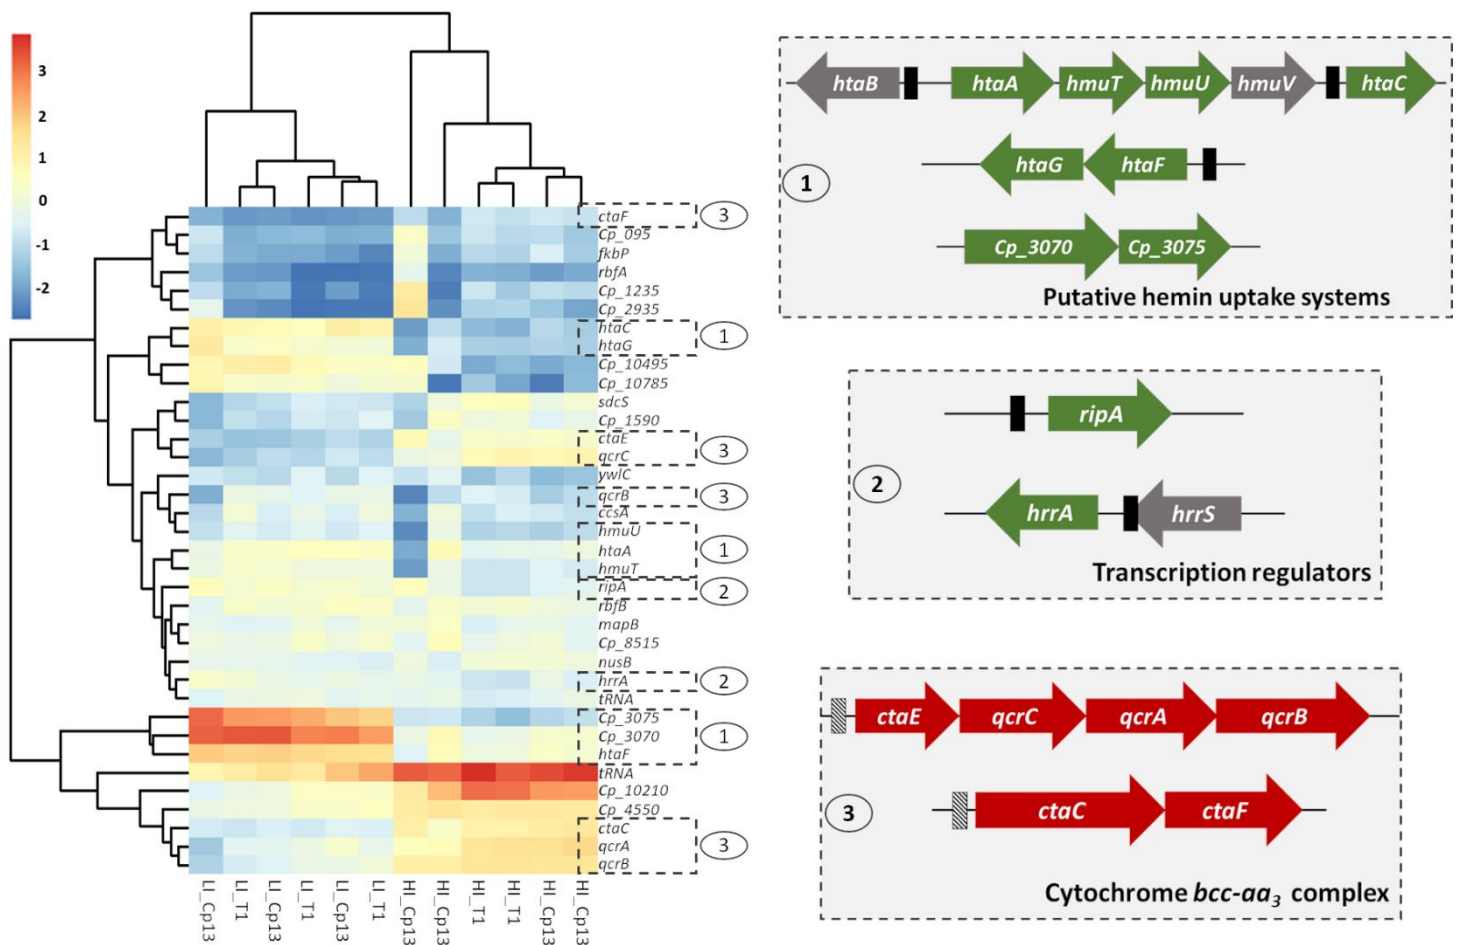 3
2
1
0
-1
-2
ctaF
Cp_095
fkbP
rbfA
Cp_1235
Cp_2935
htaC
htaG
Cp_10495
Cp_10785
sdcS
Cp_1590
ctaE
qcrC
ywlC
qcrB
ccsA
hmuU
htaA
hmuT
ripA
rbfB
mapB
Cp_8515
nusB
hrrA
tRNA
Cp_3075
Cp_3070
htaF
tRNA
Cp_10210
Cp_4550
ctaC
qcrA
qcrB
3
1
3
3
1
2
2
1
3
LI_Cp13
LI_T1
LI_Cp13
LI_T1
LI_Cp13
LI_T1
HI_Cp13
HI_Cp13
HI_T1
HI_T1
HI_Cp13
HI_Cp13
htaB htaA hmuT hmuU hmuV htaC
htaG htaF
1
Cp_3070 Cp_3075
Putative hemin uptake systems
ripA
2
hrrA hrrS
Transcription regulators
ctaE qcrC qcrA qcrB
3
ctaC ctaF
Cytochrome bcc-aa3 complex